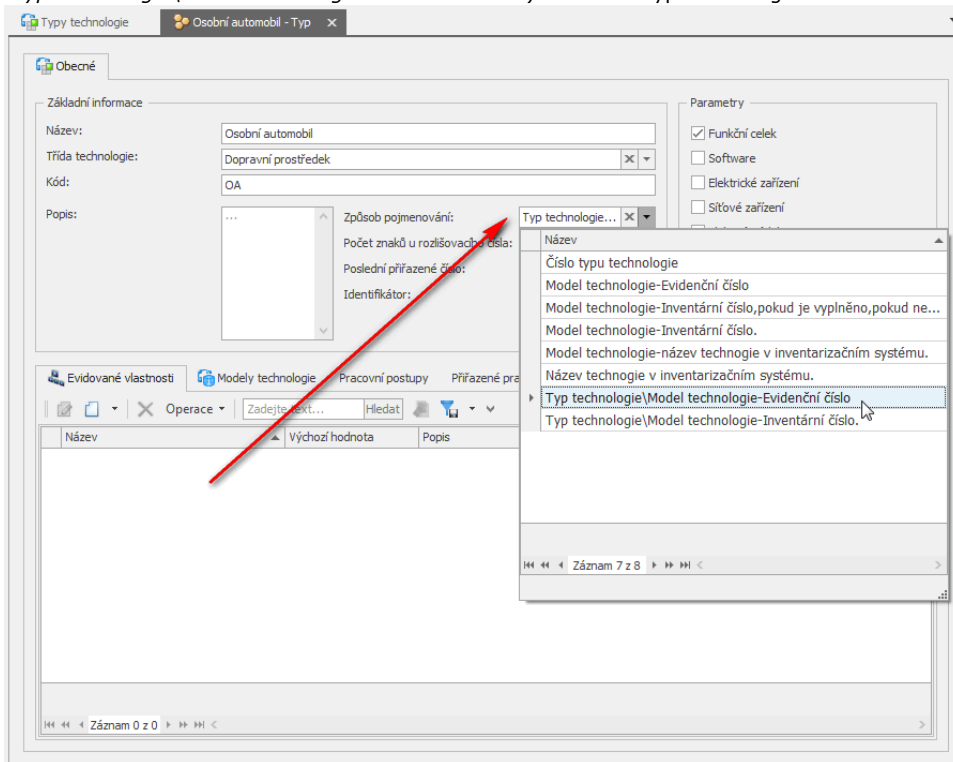 Typy technologie
Osobní automobil - Typ
Obecné
Základní informace
Parametry
Název:
Osobní automobil
Funkční celek
Třída technologie:
Dopravní prostředek
Software
Kód:
OA
Elektrické zařízení
Popis:
...
Způsob pojmenování:
Typ technologie...
Síťové zařízení
Počet znaků u rozlišovacího čísla:
Poslední přiřazené číslo:
Identifikátor:
Název
Číslo typu technologie
Model technologie-Evidenční číslo
Model technologie-Inventární číslo,pokud je vyplněno,pokud ne...
Model technologie-Inventární číslo.
Model technologie-název technogie v inventarizačním systému.
Název technogie v inventarizačním systému.
Typ technologie\Model technologie-Evidenční číslo
Typ technologie\Model technologie-Inventární číslo.
Záznam 7 z 8
Evidované vlastnosti
Modely technologie
Pracovní postupy
Přiřazené pra
Operace
Zadejte text...
Hledat
Název
Výchozí hodnota
Popis
Záznam 0 z 0